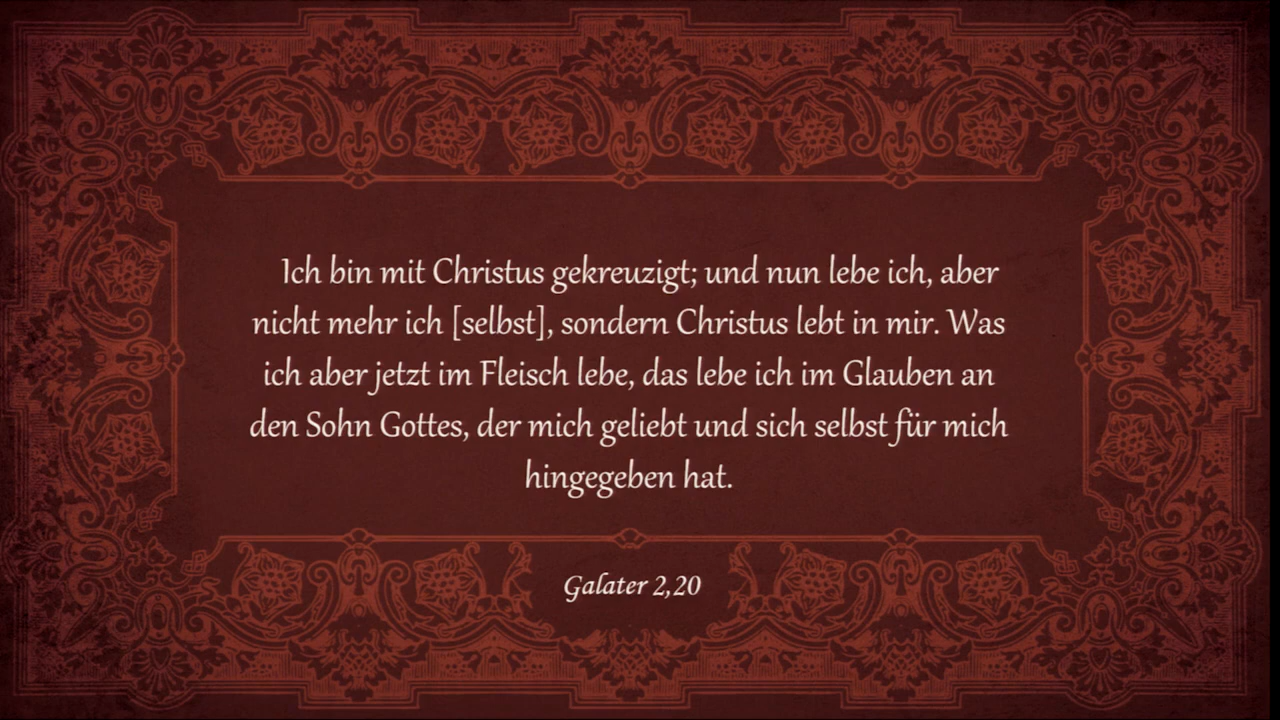 Ich bin mit Christus gekreuzigt; und nun lebe ich, aber
nicht mehr ich [selbst], sondern Christus lebt in mir. Was
ich aber jetzt im Fleisch lebe, das lebe ich im Glauben an
den Sohn Gottes, der mich geliebt und sich selbst für mich
hingegeben hat.
Galater 2,20